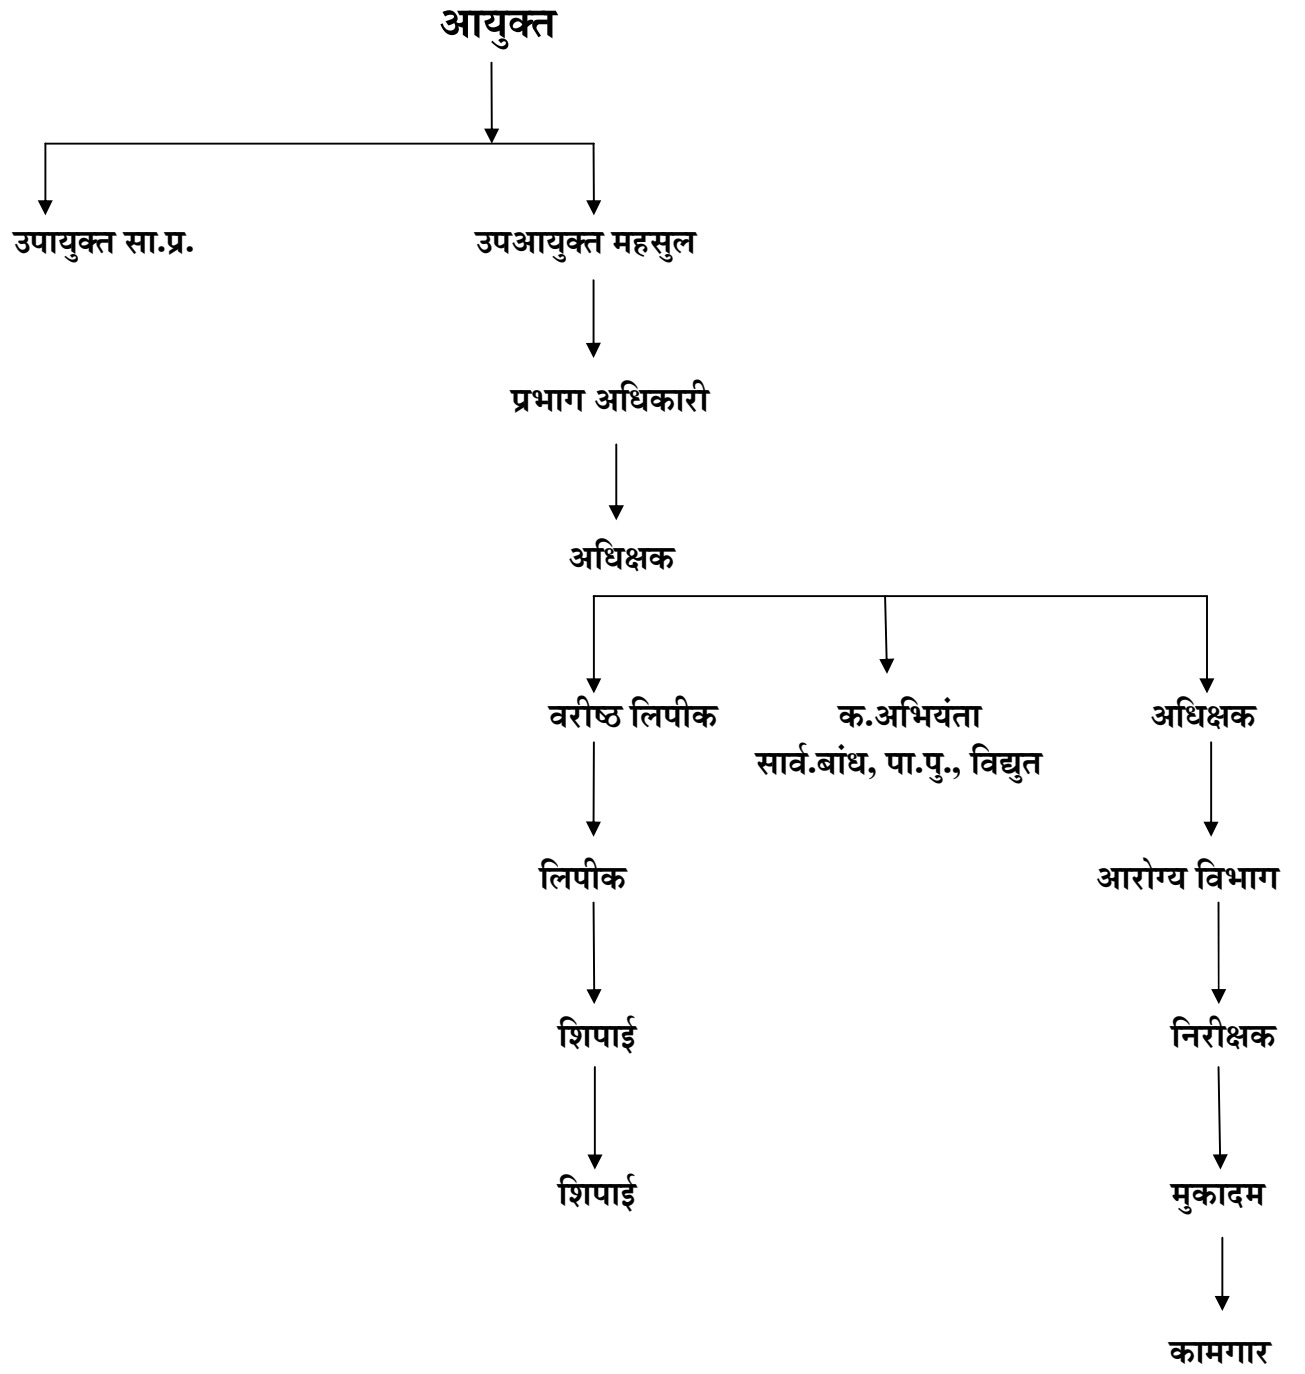 आयुक्त
उपायुक्त सा.प्र.
उपआयुक्त महसुल
प्रभाग अधिकारी
अधिक्षक
वरीष्ठ लिपीक
क.अभियंता
अधिक्षक
सार्व.बांध, पा.पु., विद्युत
लिपीक
आरोग्य विभाग
शिपाई
निरीक्षक
शिपाई
मुकादम
कामगार